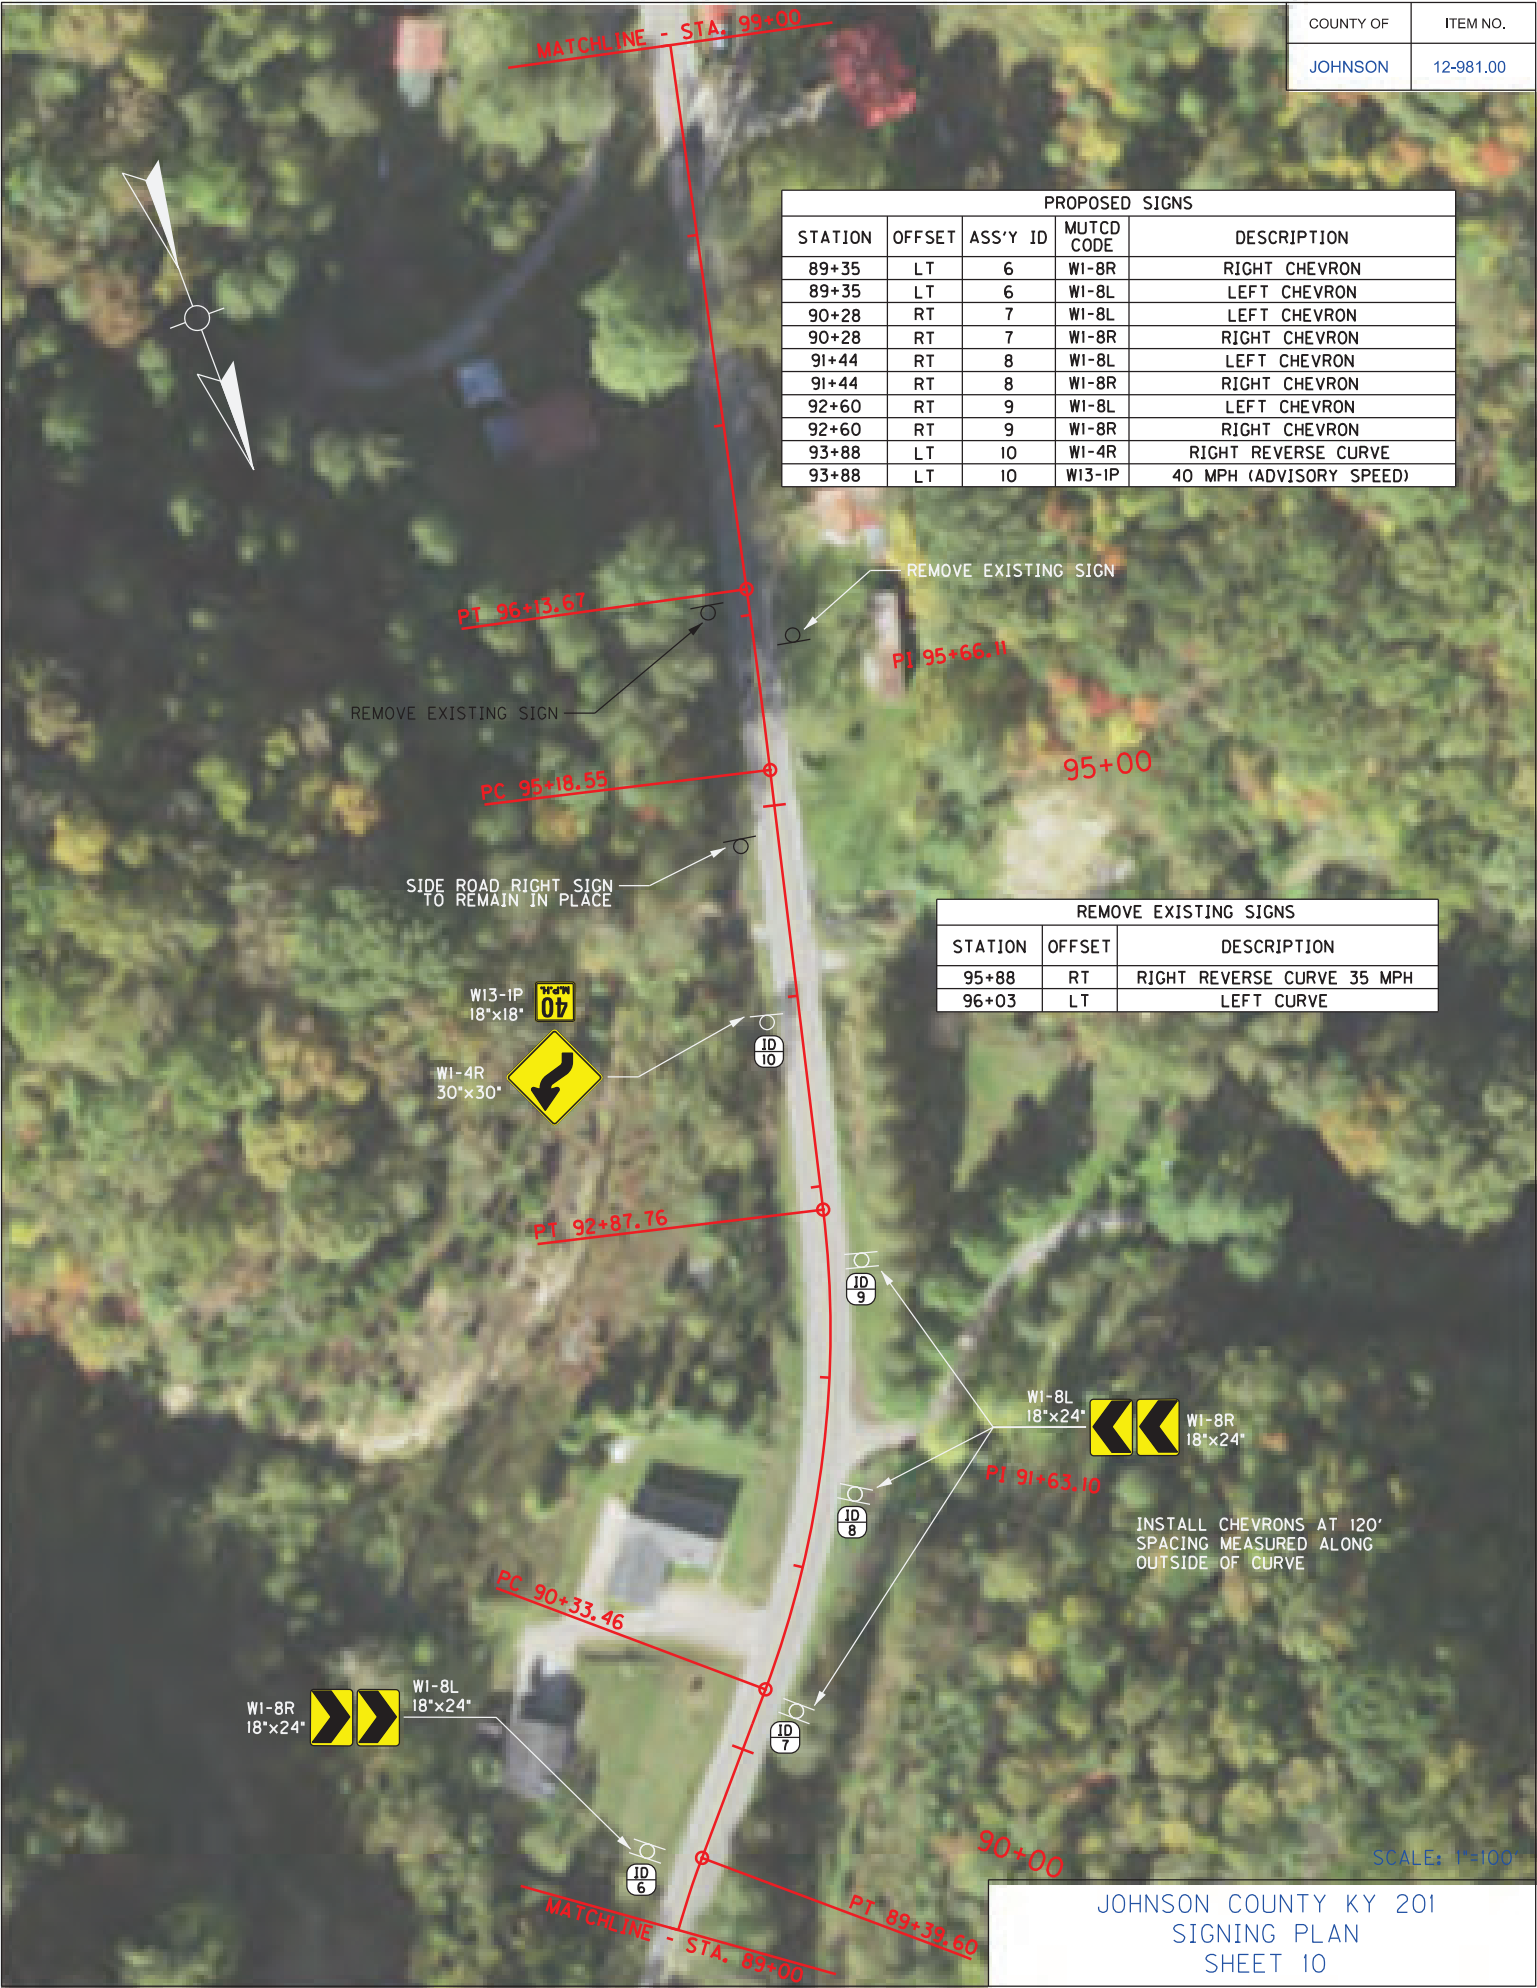 COUNTY OF ITEM NO.
JOHNSON 12-981.00
MATCHLINE - STA. 99+00
PROPOSED SIGNS
STATION OFFSET ASS'Y ID MUTCD CODE DESCRIPTION
89+35 LT 6 W1-8R RIGHT CHEVRON
89+35 LT 6 W1-8L LEFT CHEVRON
90+28 RT 7 W1-8L LEFT CHEVRON
90+28 RT 7 W1-8R RIGHT CHEVRON
91+44 RT 8 W1-8L LEFT CHEVRON
91+44 RT 8 W1-8R RIGHT CHEVRON
92+60 RT 9 W1-8L LEFT CHEVRON
92+60 RT 9 W1-8R RIGHT CHEVRON
93+88 LT 10 W1-4R RIGHT REVERSE CURVE
93+88 LT 10 W13-1P 40 MPH (ADVISORY SPEED)
REMOVE EXISTING SIGN
PT 96+13.67
PI 95+66.11
REMOVE EXISTING SIGN
95+00
PC 95+18.55
SIDE ROAD RIGHT SIGN
TO REMAIN IN PLACE
REMOVE EXISTING SIGNS
STATION OFFSET DESCRIPTION
95+88 RT RIGHT REVERSE CURVE 35 MPH
96+03 LT LEFT CURVE
W13-1P
18"x18"
40
M.P.H.
ID
10
W1-4R
30"x30"
PT 92+87.76
ID
9
W1-8L
18"x24"
W1-8R
18"x24"
PI 91+63.10
ID
8
INSTALL CHEVRONS AT 120'
SPACING MEASURED ALONG
OUTSIDE OF CURVE
PC 90+33.46
W1-8R
18"x24"
W1-8L
18"x24"
ID
7
90+00
SCALE: 1"=100'
ID
6
PT 89+39.60
MATCHLINE - STA. 89+00
JOHNSON COUNTY KY 201
SIGNING PLAN
SHEET 10